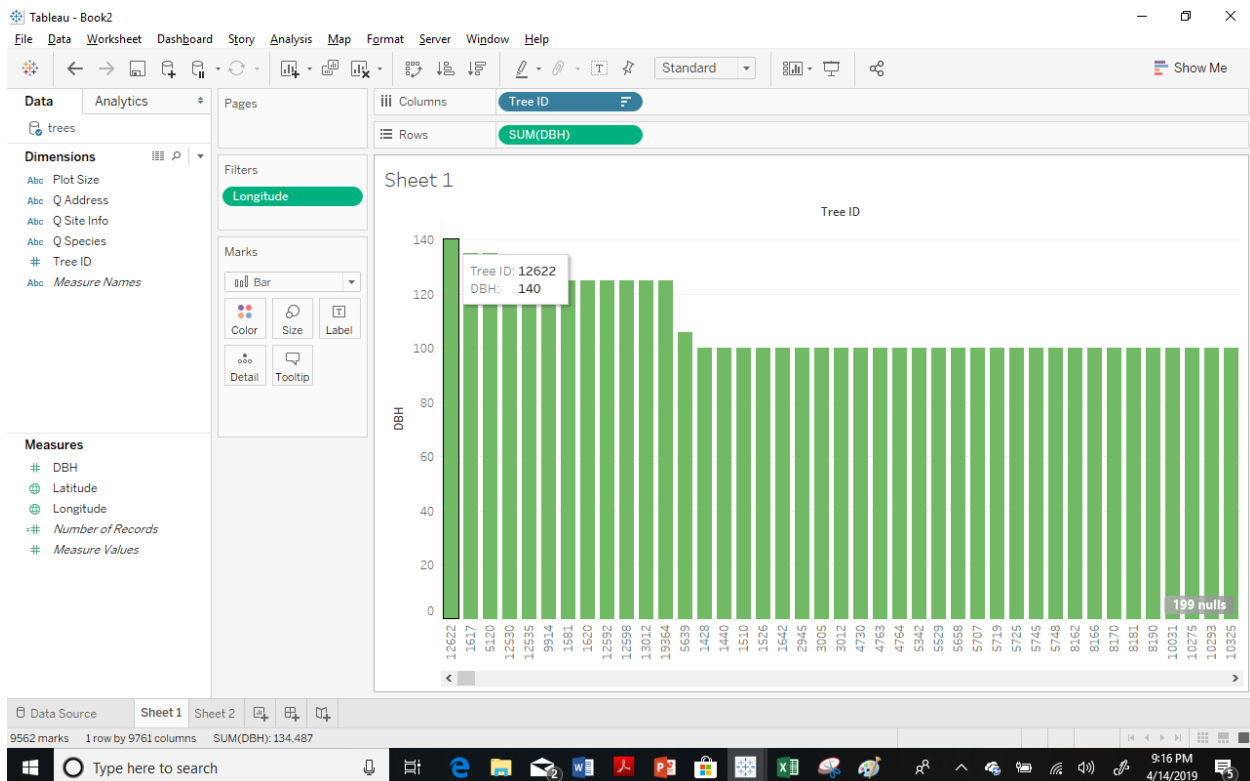 Tableau - Book2
File Data Worksheet Dashboard Story Analysis Map Format Server Window Help
Standard
Show Me
Data Analytics
trees
Dimensions
Abc Plot Size
Abc Q Address
Abc Q Site Info
Abc Q Species
# Tree ID
Abc Measure Names
Measures
# DBH
Latitude
Longitude
=# Number of Records
# Measure Values
Pages
Filters
Longitude
Marks
Bar
Color Size Label
Detail Tooltip
Columns Tree ID
Rows SUM(DBH)
Sheet 1
Tree ID
DBH
140
120
100
80
60
40
20
0
Tree ID: 12622
DBH: 140
199 nulls
12622 1617 5120 12530 12535 9914 1581 1620 12592 12598 13012 19364 5639 1428 1440 1510 1526 1642 2945 3005 3012 4730 4763 4764 5342 5529 5658 5707 5719 5725 5745 5748 8162 8166 8170 8181 8190 10031 10275 10293 10325
Data Source Sheet 1 Sheet 2
9562 marks 1 row by 9761 columns SUM(DBH): 134,487
Type here to search
9:16 PM
4/14/2019